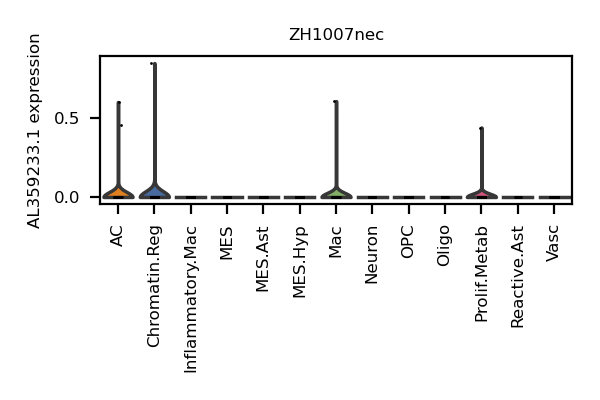 ZH1007nec
AL359233.1 expression
0.5
0.0
AC
Chromatin.Reg
Inflammatory.Mac
MES
MES.Ast
MES.Hyp
Mac
Neuron
OPC
Oligo
Prolif.Metab
Reactive.Ast
Vasc